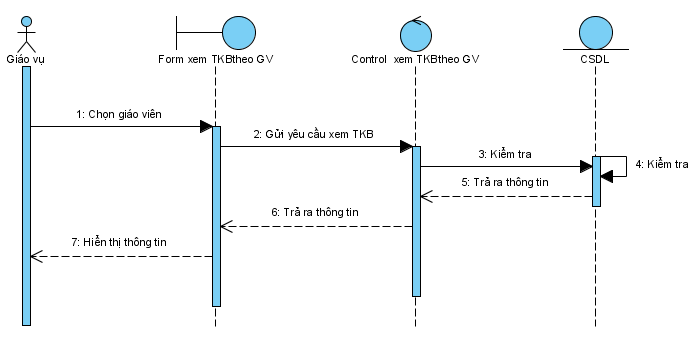 Giáo vụ
Form xem TKBtheo GV
Control xem TKBtheo GV
CSDL
1: Chọn giáo viên
2: Gửi yêu cầu xem TKB
3: Kiểm tra
4: Kiểm tra
5: Trả ra thông tin
6: Trả ra thông tin
7: Hiển thị thông tin